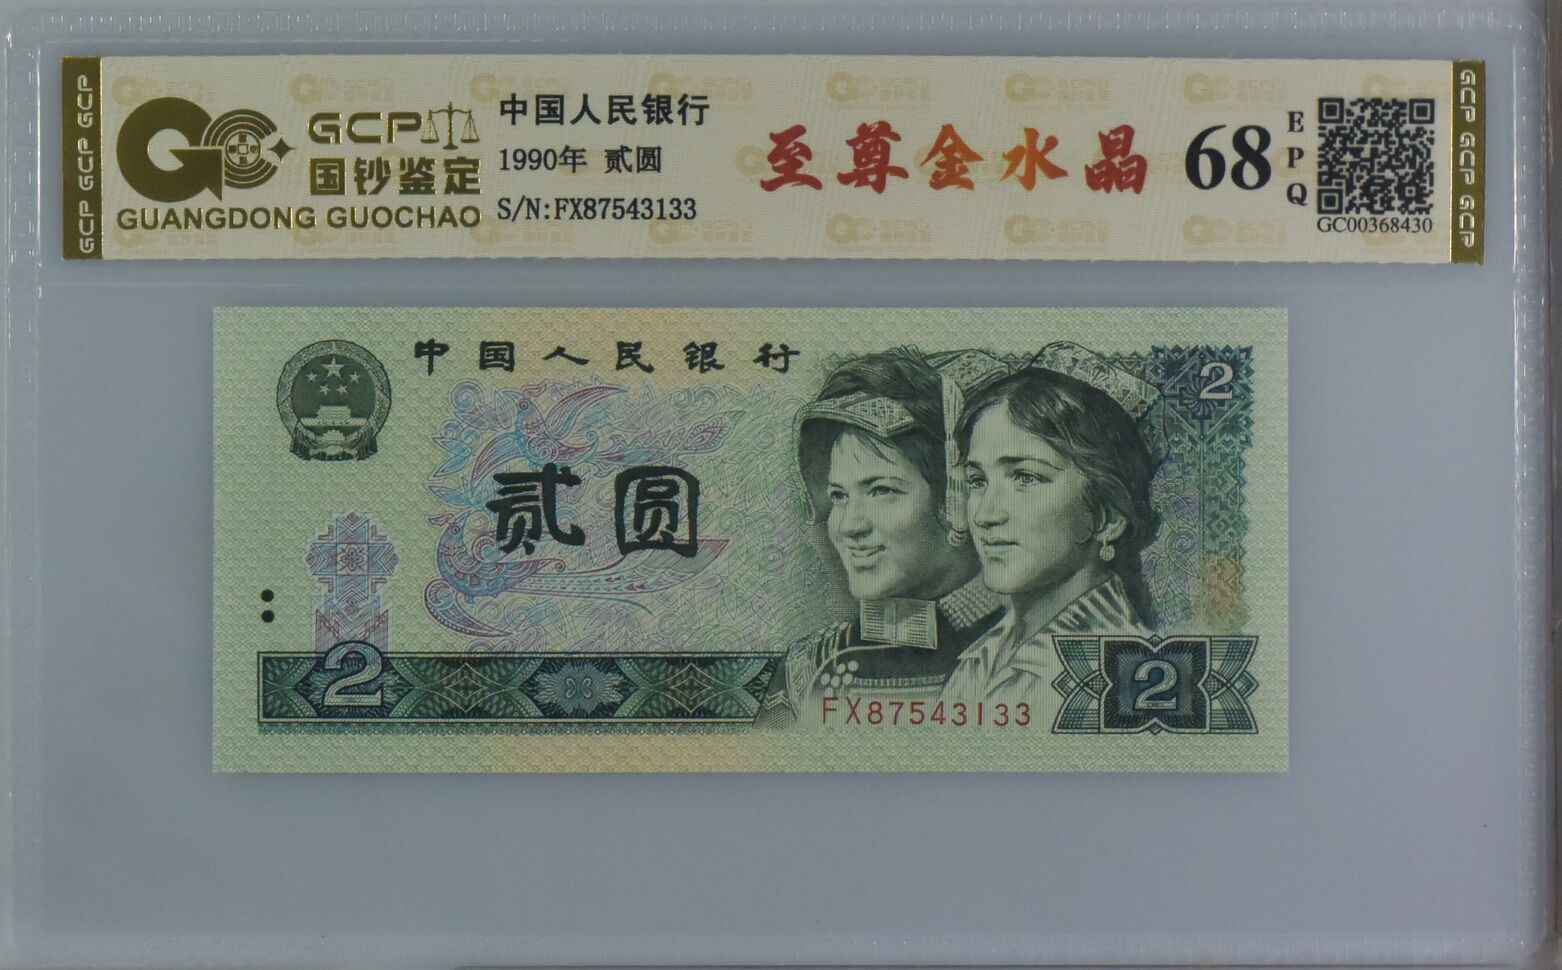 GCP GCP GCP
GCP
国钞鉴定
GUANGDONG GUOCHAO
中国人民银行
1990年 贰圆
S/N:FX87543133
至尊金水晶
68
EPQ
GC00368430
GCP GCP GCP
中国人民银行
2
贰圆
2
FX87543133
2